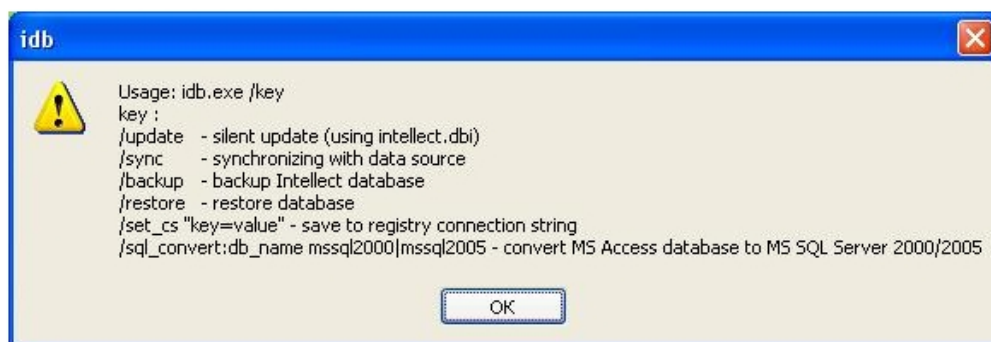 idb
Usage: idb.exe /key
key :
/update - silent update (using intellect.dbi)
/sync - synchronizing with data source
/backup - backup Intellect database
/restore - restore database
/set_cs "key=value" - save to registry connection string
/sql_convert:db_name mssql2000|mssql2005 - convert MS Access database to MS SQL Server 2000/2005
OK